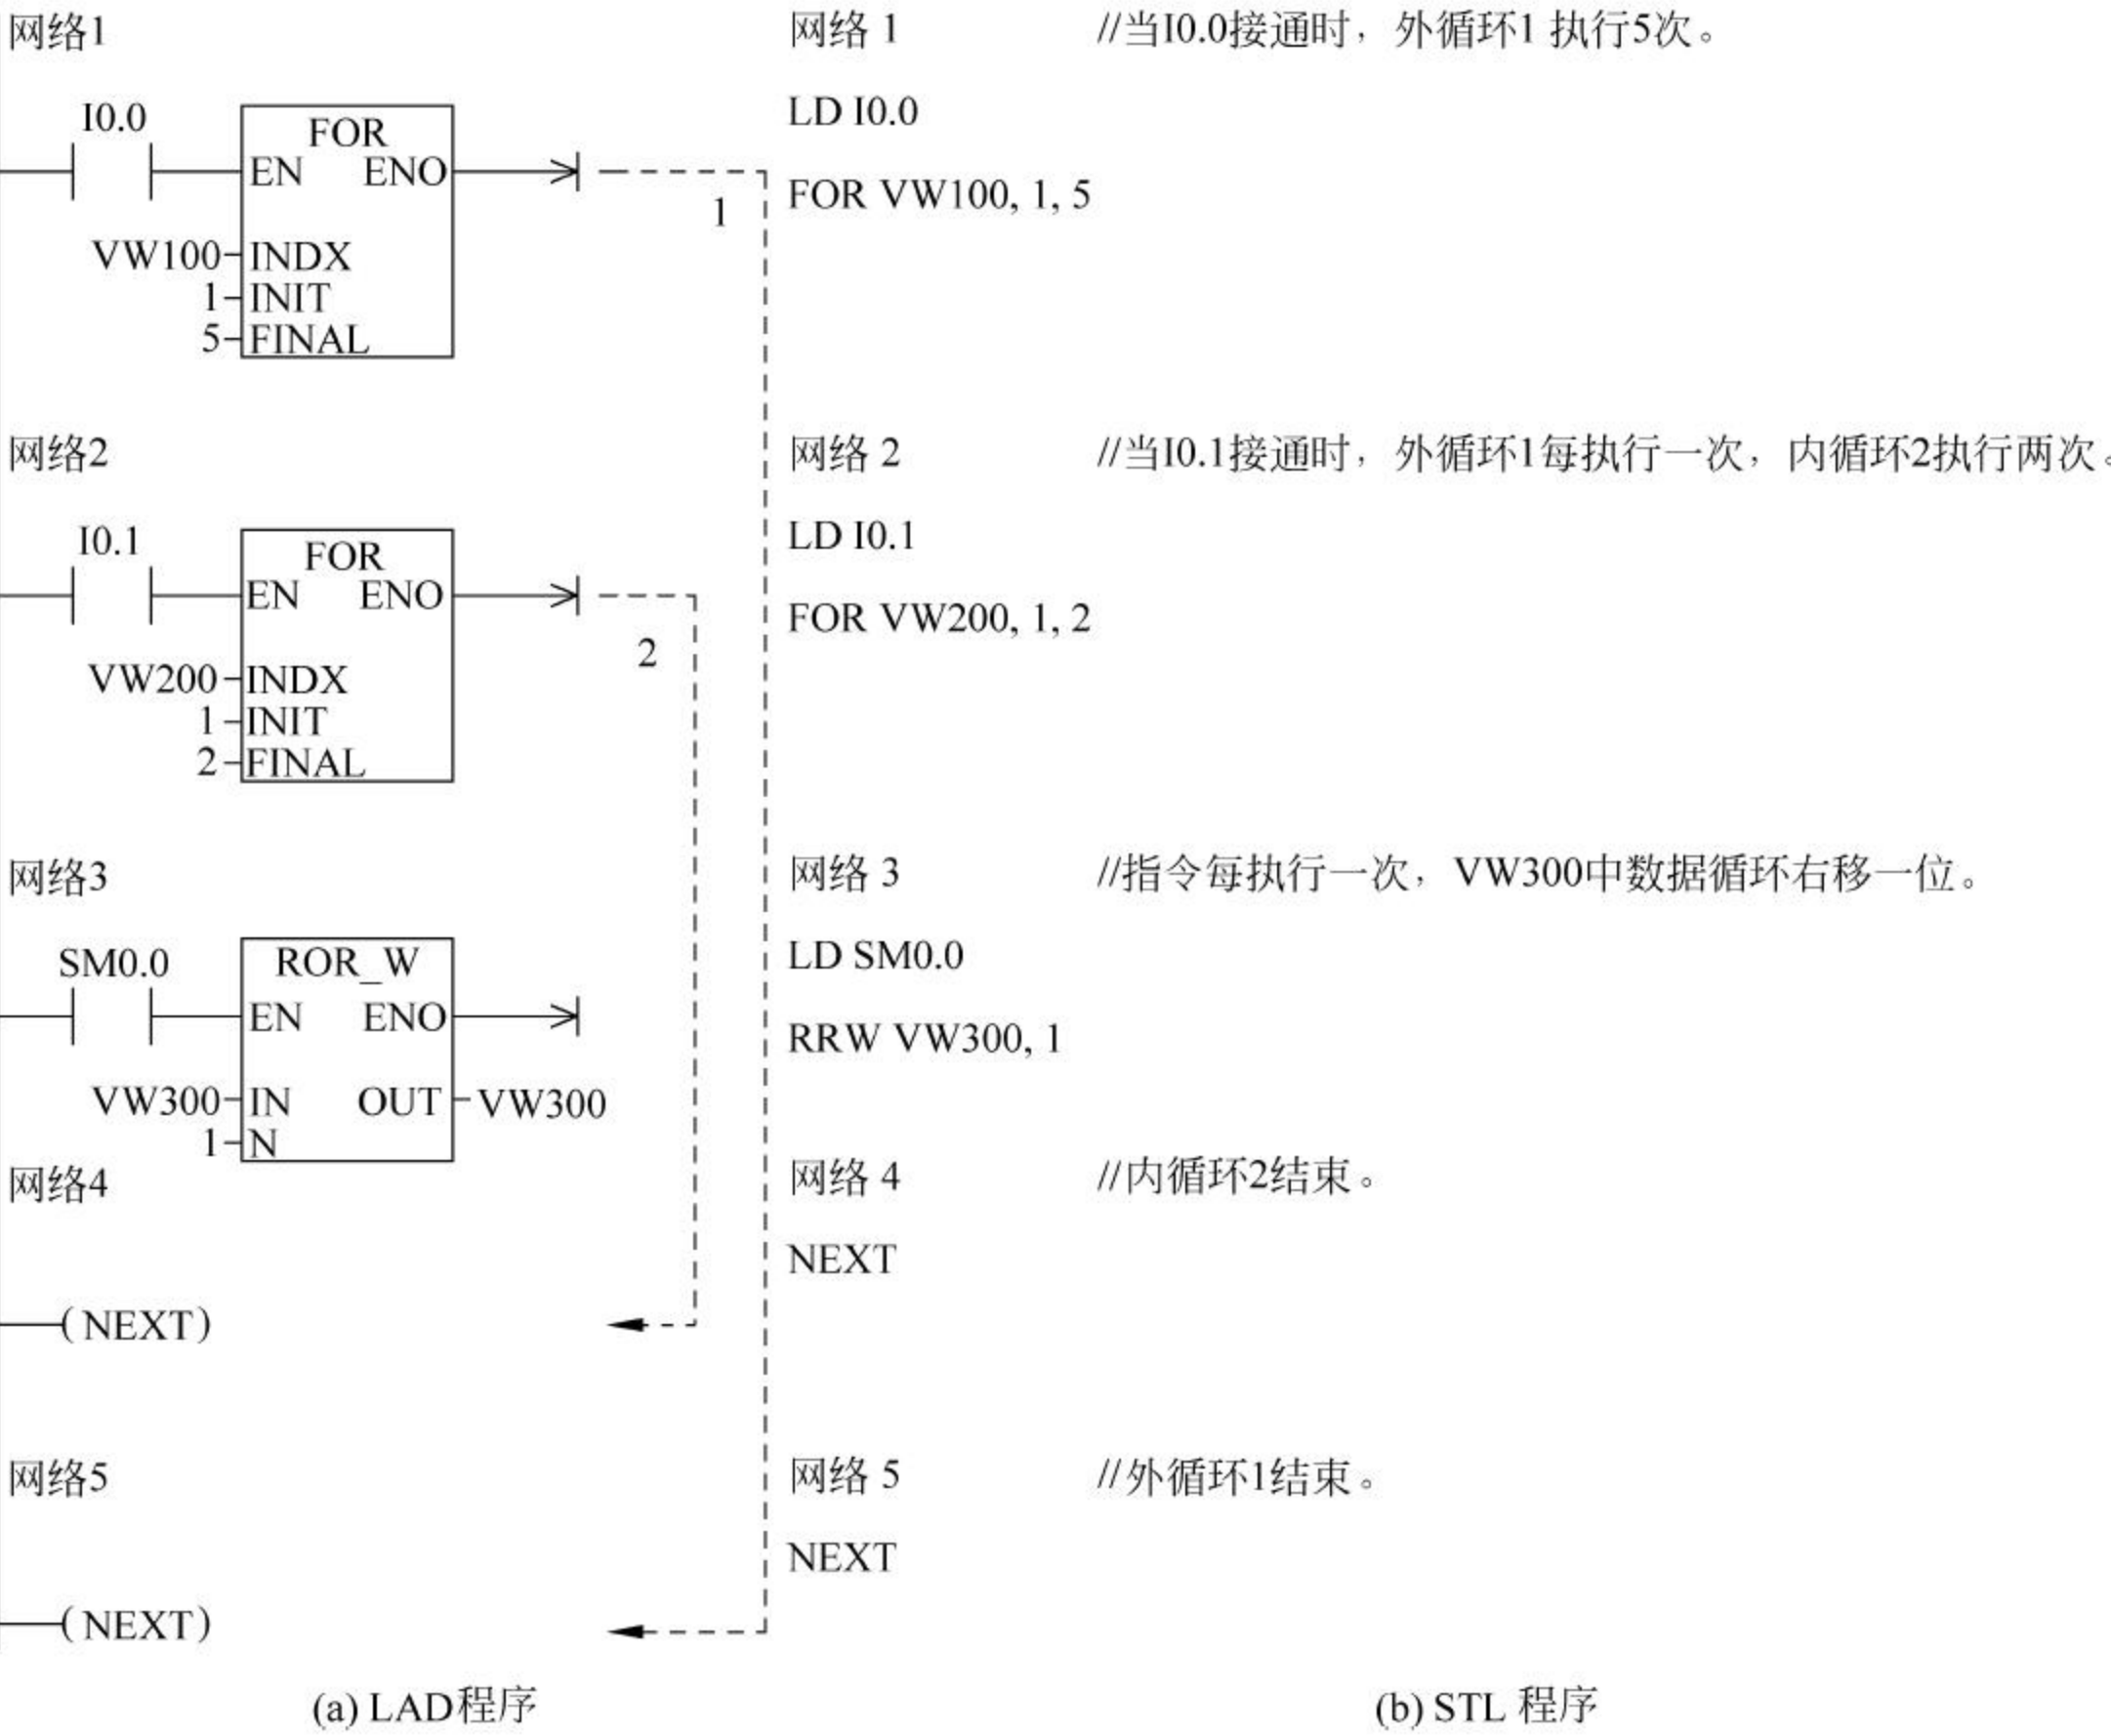 网络1
I0.0
FOR
EN ENO
1
VW100 INDX
1 INIT
5 FINAL
网络2
I0.1
FOR
EN ENO
2
VW200 INDX
1 INIT
2 FINAL
网络3
SM0.0
ROR_W
EN ENO
VW300 IN OUT VW300
1 N
网络4
(NEXT)
网络5
(NEXT)
(a) LAD程序
网络 1 //当I0.0接通时，外循环1 执行5次。
LD I0.0
FOR VW100, 1, 5
网络 2 //当I0.1接通时，外循环1每执行一次，内循环2执行两次。
LD I0.1
FOR VW200, 1, 2
网络 3 //指令每执行一次，VW300中数据循环右移一位。
LD SM0.0
RRW VW300, 1
网络 4 //内循环2结束。
NEXT
网络 5 //外循环1结束。
NEXT
(b) STL 程序